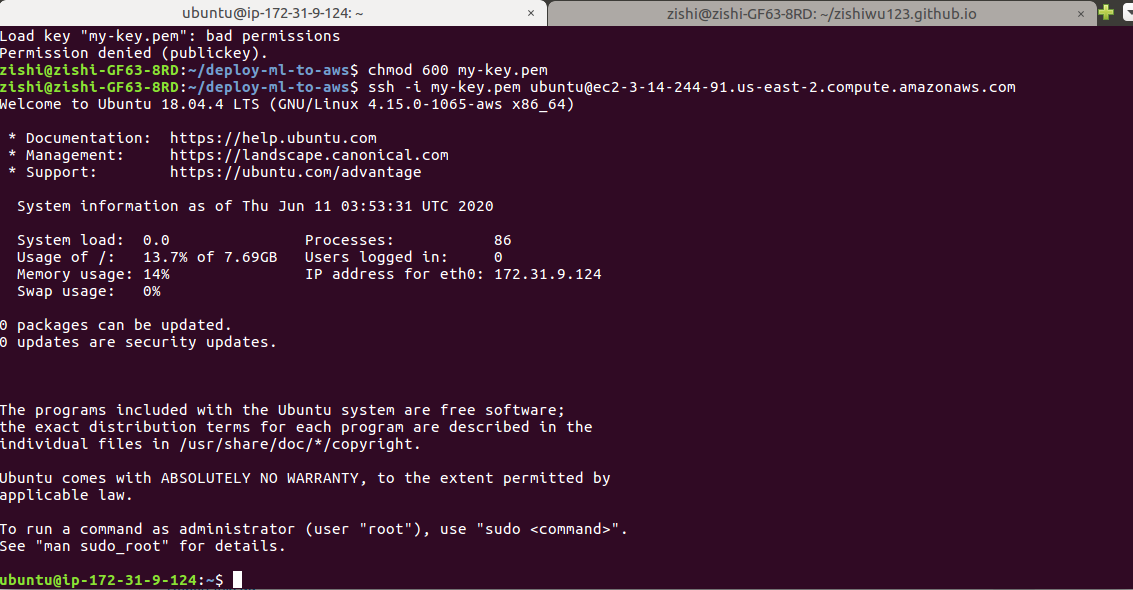 ubuntu@ip-172-31-9-124: ~ × zishi@zishi-GF63-8RD: ~/zishiwu123.github.io ×
Load key "my-key.pem": bad permissions
Permission denied (publickey).
zishi@zishi-GF63-8RD:~/deploy-ml-to-aws$ chmod 600 my-key.pem
zishi@zishi-GF63-8RD:~/deploy-ml-to-aws$ ssh -i my-key.pem ubuntu@ec2-3-14-244-91.us-east-2.compute.amazonaws.com
Welcome to Ubuntu 18.04.4 LTS (GNU/Linux 4.15.0-1065-aws x86_64)
* Documentation: https://help.ubuntu.com
* Management: https://landscape.canonical.com
* Support: https://ubuntu.com/advantage
System information as of Thu Jun 11 03:53:31 UTC 2020
System load: 0.0 Processes: 86
Usage of /: 13.7% of 7.69GB Users logged in: 0
Memory usage: 14% IP address for eth0: 172.31.9.124
Swap usage: 0%
0 packages can be updated.
0 updates are security updates.
The programs included with the Ubuntu system are free software;
the exact distribution terms for each program are described in the
individual files in /usr/share/doc/*/copyright.
Ubuntu comes with ABSOLUTELY NO WARRANTY, to the extent permitted by
applicable law.
To run a command as administrator (user "root"), use "sudo <command>".
See "man sudo_root" for details.
ubuntu@ip-172-31-9-124:~$